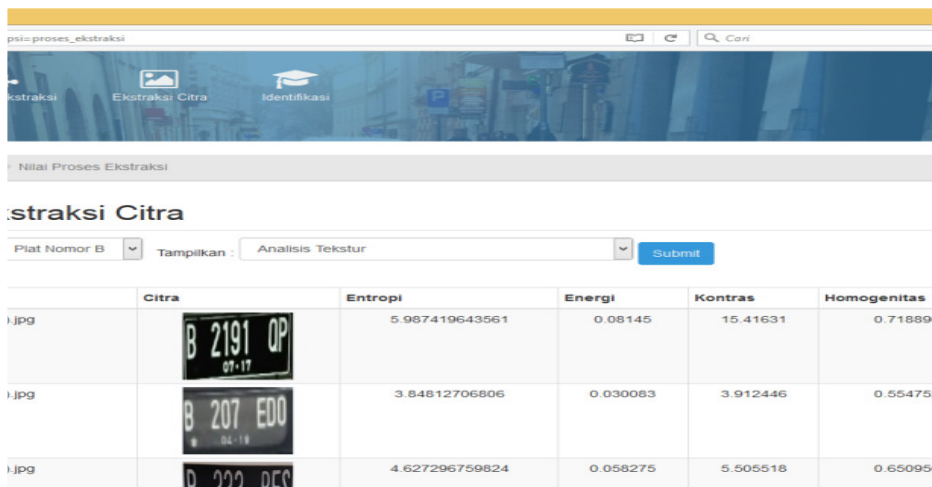 psi=proses_ekstraksi
Cari
kstraksi
Ekstraksi Citra
Identifikasi
P
Nilai Proses Ekstraksi
kstraksi Citra
Plat Nomor B Tampilkan : Analisis Tekstur Submit
Citra Entropi Energi Kontras Homogenitas
).jpg 5.987419643561 0.08145 15.41631 0.71889
B 2191 QP
07-17
).jpg 3.84812706806 0.030083 3.912446 0.55475
B 207 EDO
04-18
).jpg 4.627296759824 0.058275 5.505518 0.65095